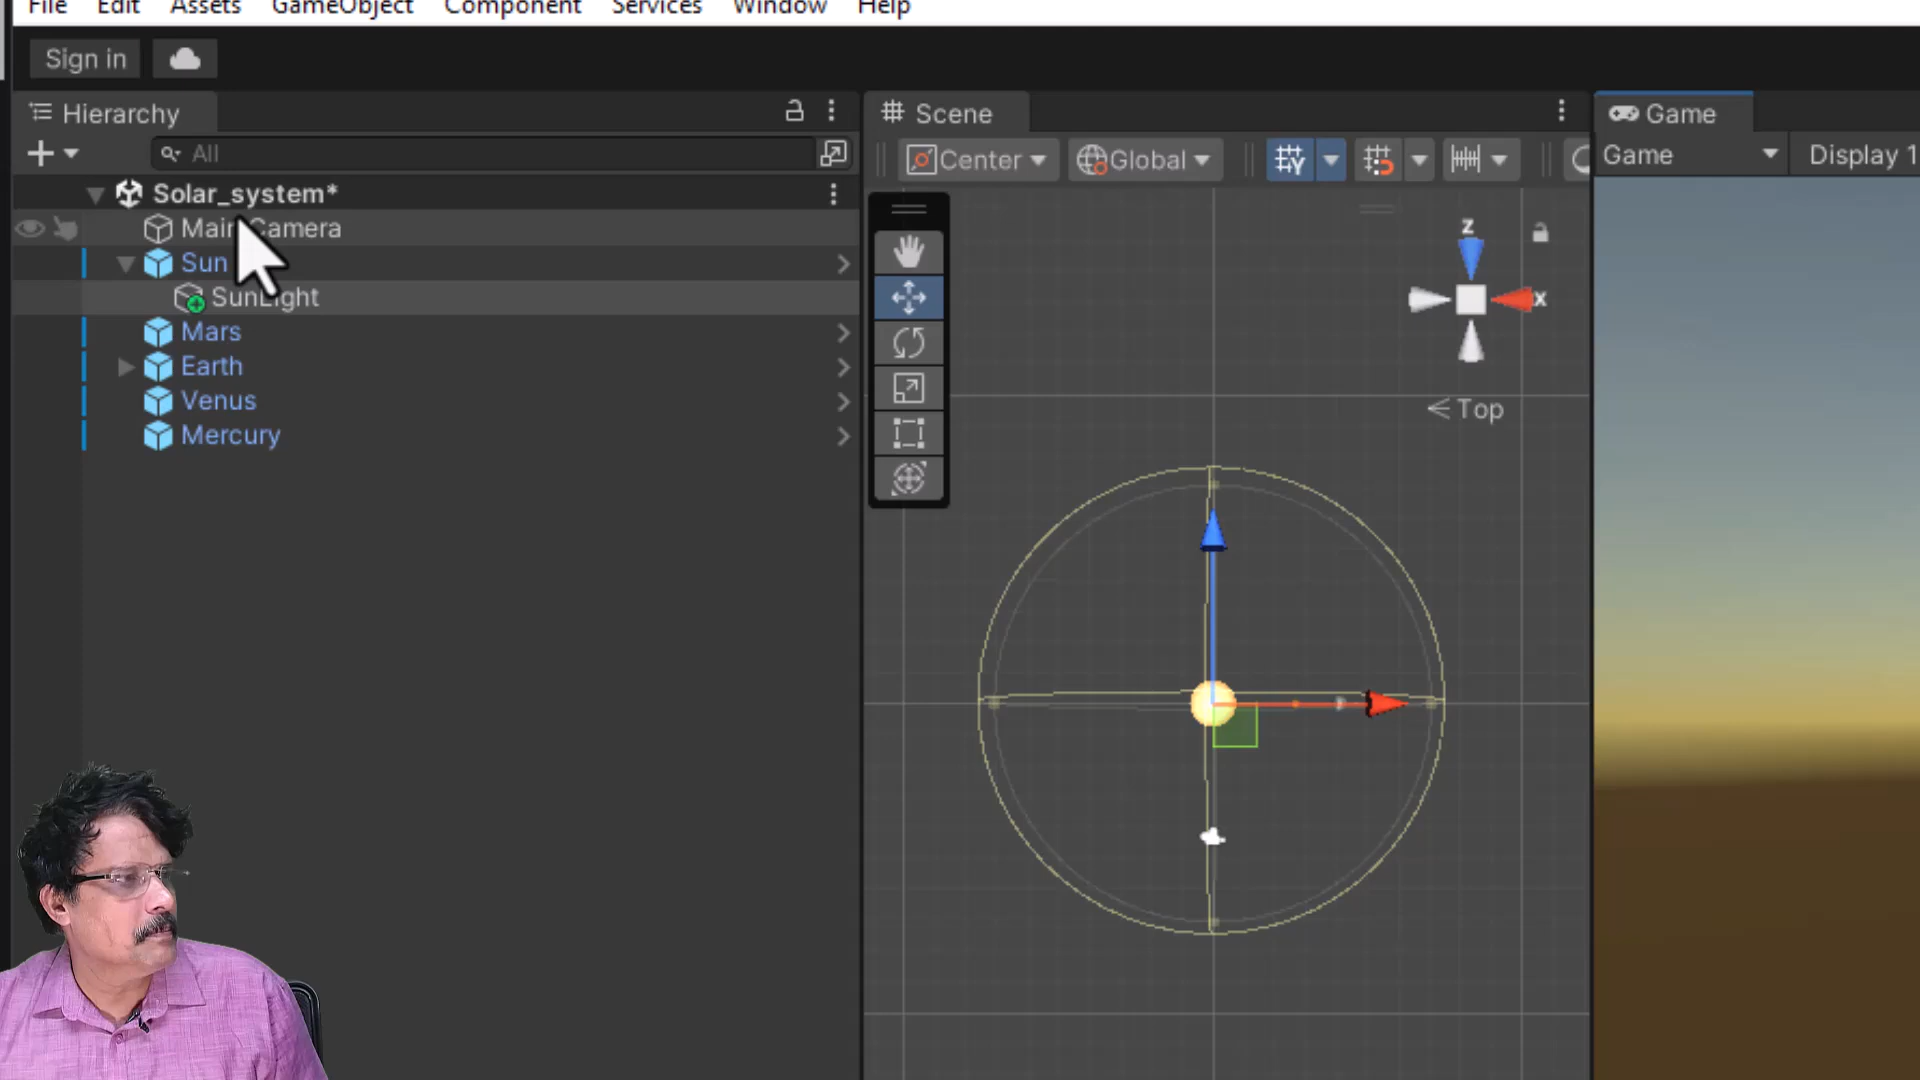 File Edit Assets GameObject Component Services Window Help
Sign in
Hierarchy
All
Solar_system*
Main Camera
Sun
SunLight
Mars
Earth
Venus
Mercury
Scene
Center Global
Z
X
Top
Game
Game Display 1